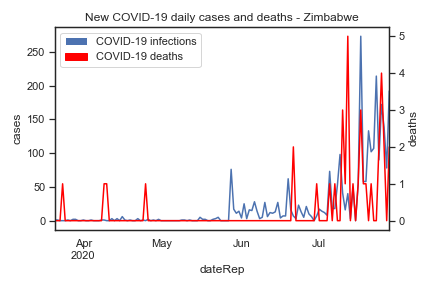 New COVID-19 daily cases and deaths - Zimbabwe
COVID-19 infections
COVID-19 deaths
250
200
150
100
50
0
cases
5
4
3
2
1
0
deaths
Apr
2020
May
Jun
Jul
dateRep